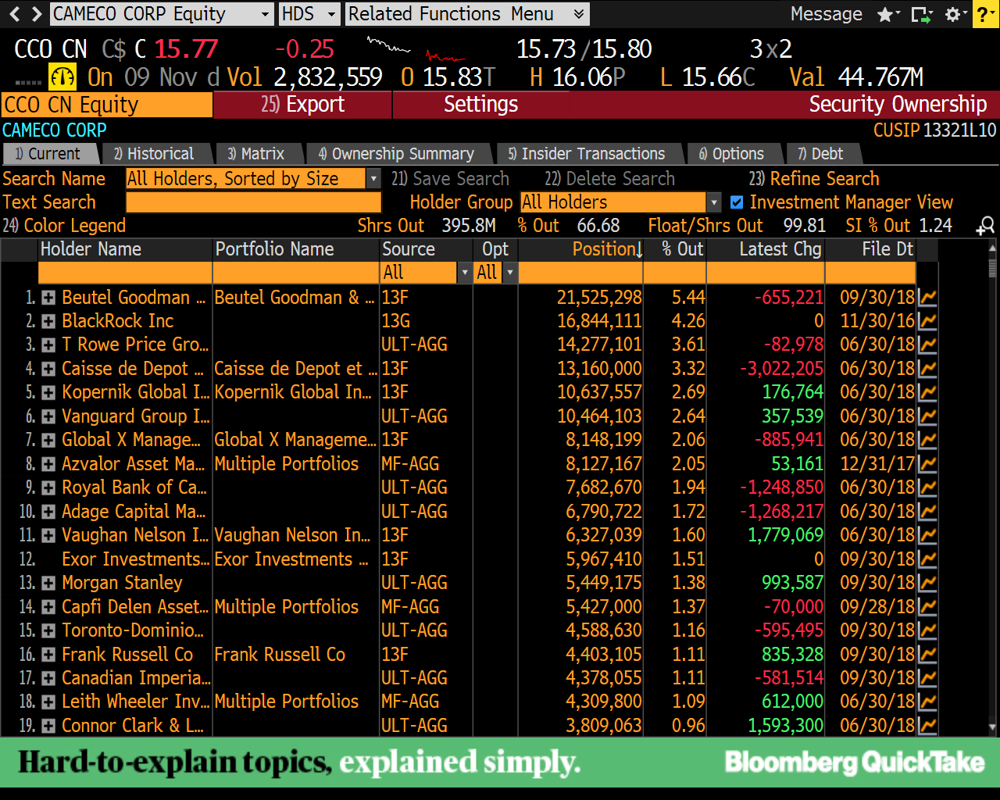 CAMECO CORP Equity HDS Related Functions Menu Message ?
CCO CN C$ C 15.77 -0.25 15.73/15.80 3x2
On 09 Nov d Vol 2,832,559 O 15.83T H 16.06P L 15.66C Val 44.767M
CCO CN Equity 25) Export Settings Security Ownership
CAMECO CORP CUSIP 13321L10
1) Current 2) Historical 3) Matrix 4) Ownership Summary 5) Insider Transactions 6) Options 7) Debt
Search Name All Holders, Sorted by Size 21) Save Search 22) Delete Search 23) Refine Search
Text Search Holder Group All Holders Investment Manager View
24) Color Legend Shrs Out 395.8M % Out 66.68 Float/Shrs Out 99.81 SI % Out 1.24
Holder Name Portfolio Name Source Opt Position↓ % Out Latest Chg File Dt
All All
1. Beutel Goodman ... Beutel Goodman & ... 13F 21,525,298 5.44 -655,221 09/30/18
2. BlackRock Inc 13G 16,844,111 4.26 0 11/30/16
3. T Rowe Price Gro... ULT-AGG 14,277,101 3.61 -82,978 06/30/18
4. Caisse de Depot ... Caisse de Depot et ... 13F 13,160,000 3.32 -3,022,205 06/30/18
5. Kopernik Global I... Kopernik Global In... 13F 10,637,557 2.69 176,764 06/30/18
6. Vanguard Group I... ULT-AGG 10,464,103 2.64 357,539 06/30/18
7. Global X Manage... Global X Manageme... 13F 8,148,199 2.06 -885,941 06/30/18
8. Azvalor Asset Ma... Multiple Portfolios MF-AGG 8,127,167 2.05 53,161 12/31/17
9. Royal Bank of Ca... ULT-AGG 7,682,670 1.94 -1,248,850 06/30/18
10. Adage Capital Ma... ULT-AGG 6,790,722 1.72 -1,268,217 06/30/18
11. Vaughan Nelson I... Vaughan Nelson In... 13F 6,327,039 1.60 1,779,069 06/30/18
12. Exor Investments... Exor Investments ... 13F 5,967,410 1.51 0 09/30/18
13. Morgan Stanley ULT-AGG 5,449,175 1.38 993,587 09/30/18
14. Capfi Delen Asset... Multiple Portfolios MF-AGG 5,427,000 1.37 -70,000 09/28/18
15. Toronto-Dominio... ULT-AGG 4,588,630 1.16 -595,495 09/30/18
16. Frank Russell Co Frank Russell Co 13F 4,403,105 1.11 835,328 09/30/18
17. Canadian Imperia... ULT-AGG 4,378,055 1.11 -581,514 09/30/18
18. Leith Wheeler Inv... Multiple Portfolios MF-AGG 4,309,800 1.09 612,000 06/30/18
19. Connor Clark & L... ULT-AGG 3,809,063 0.96 1,593,300 06/30/18
Hard-to-explain topics, explained simply. Bloomberg QuickTake